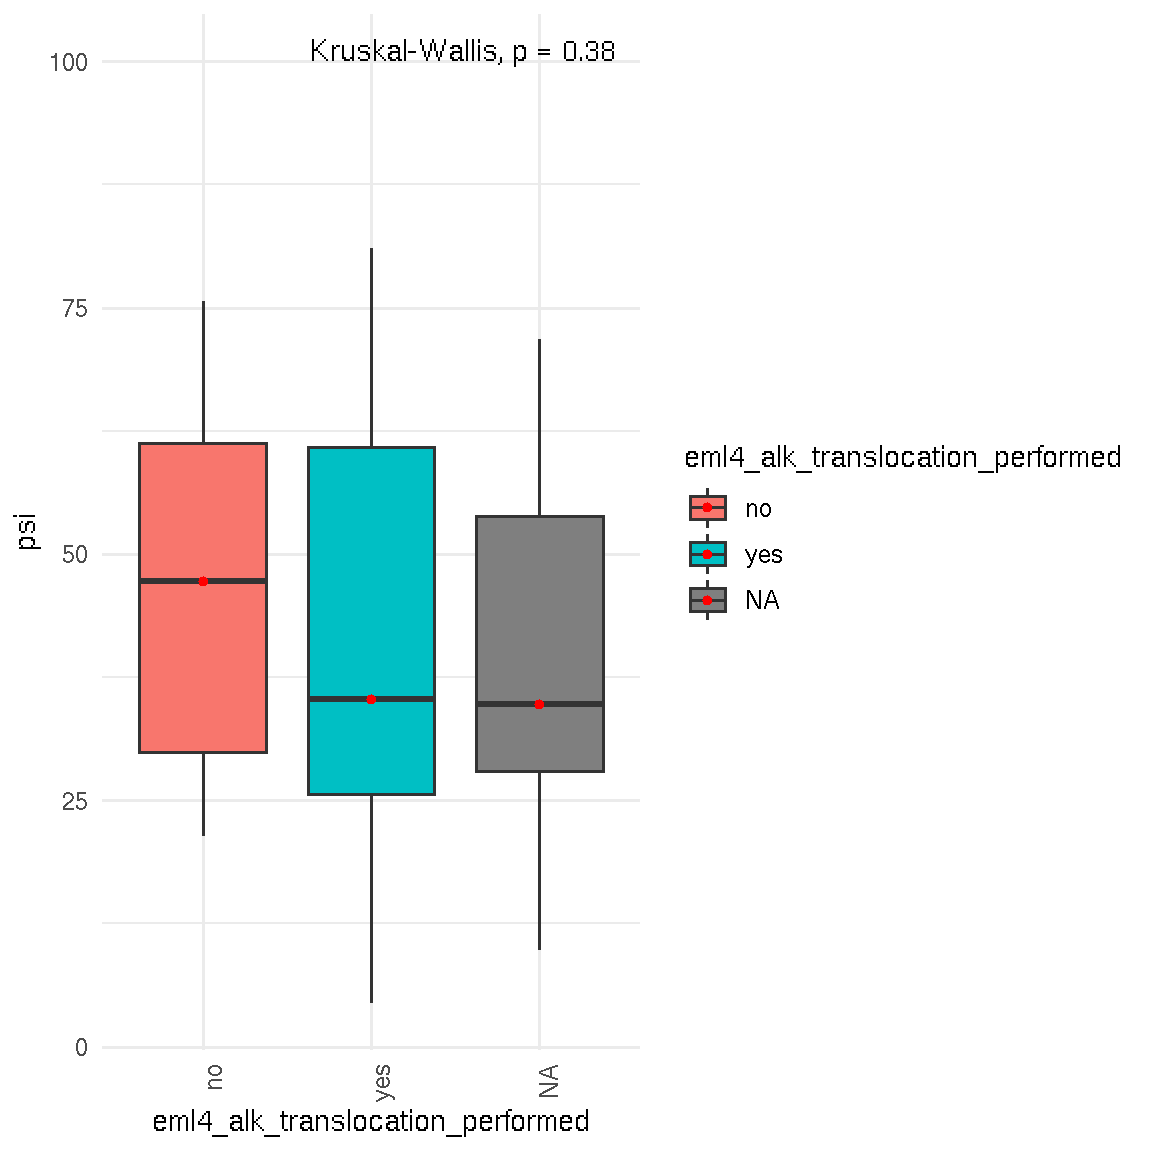 Kruskal-Wallis, p = 0.38
100
75
50
25
0
psi
no
yes
NA
eml4_alk_translocation_performed
eml4_alk_translocation_performed
no
yes
NA